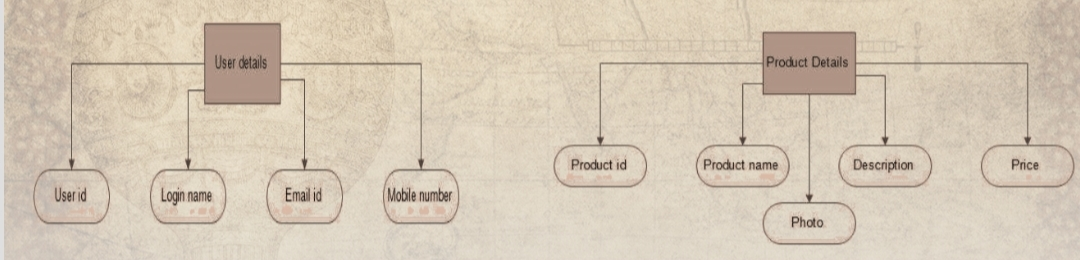 User details
User id
Login name
Email id
Mobile number
Product Details
Product id
Product name
Description
Price
Photo